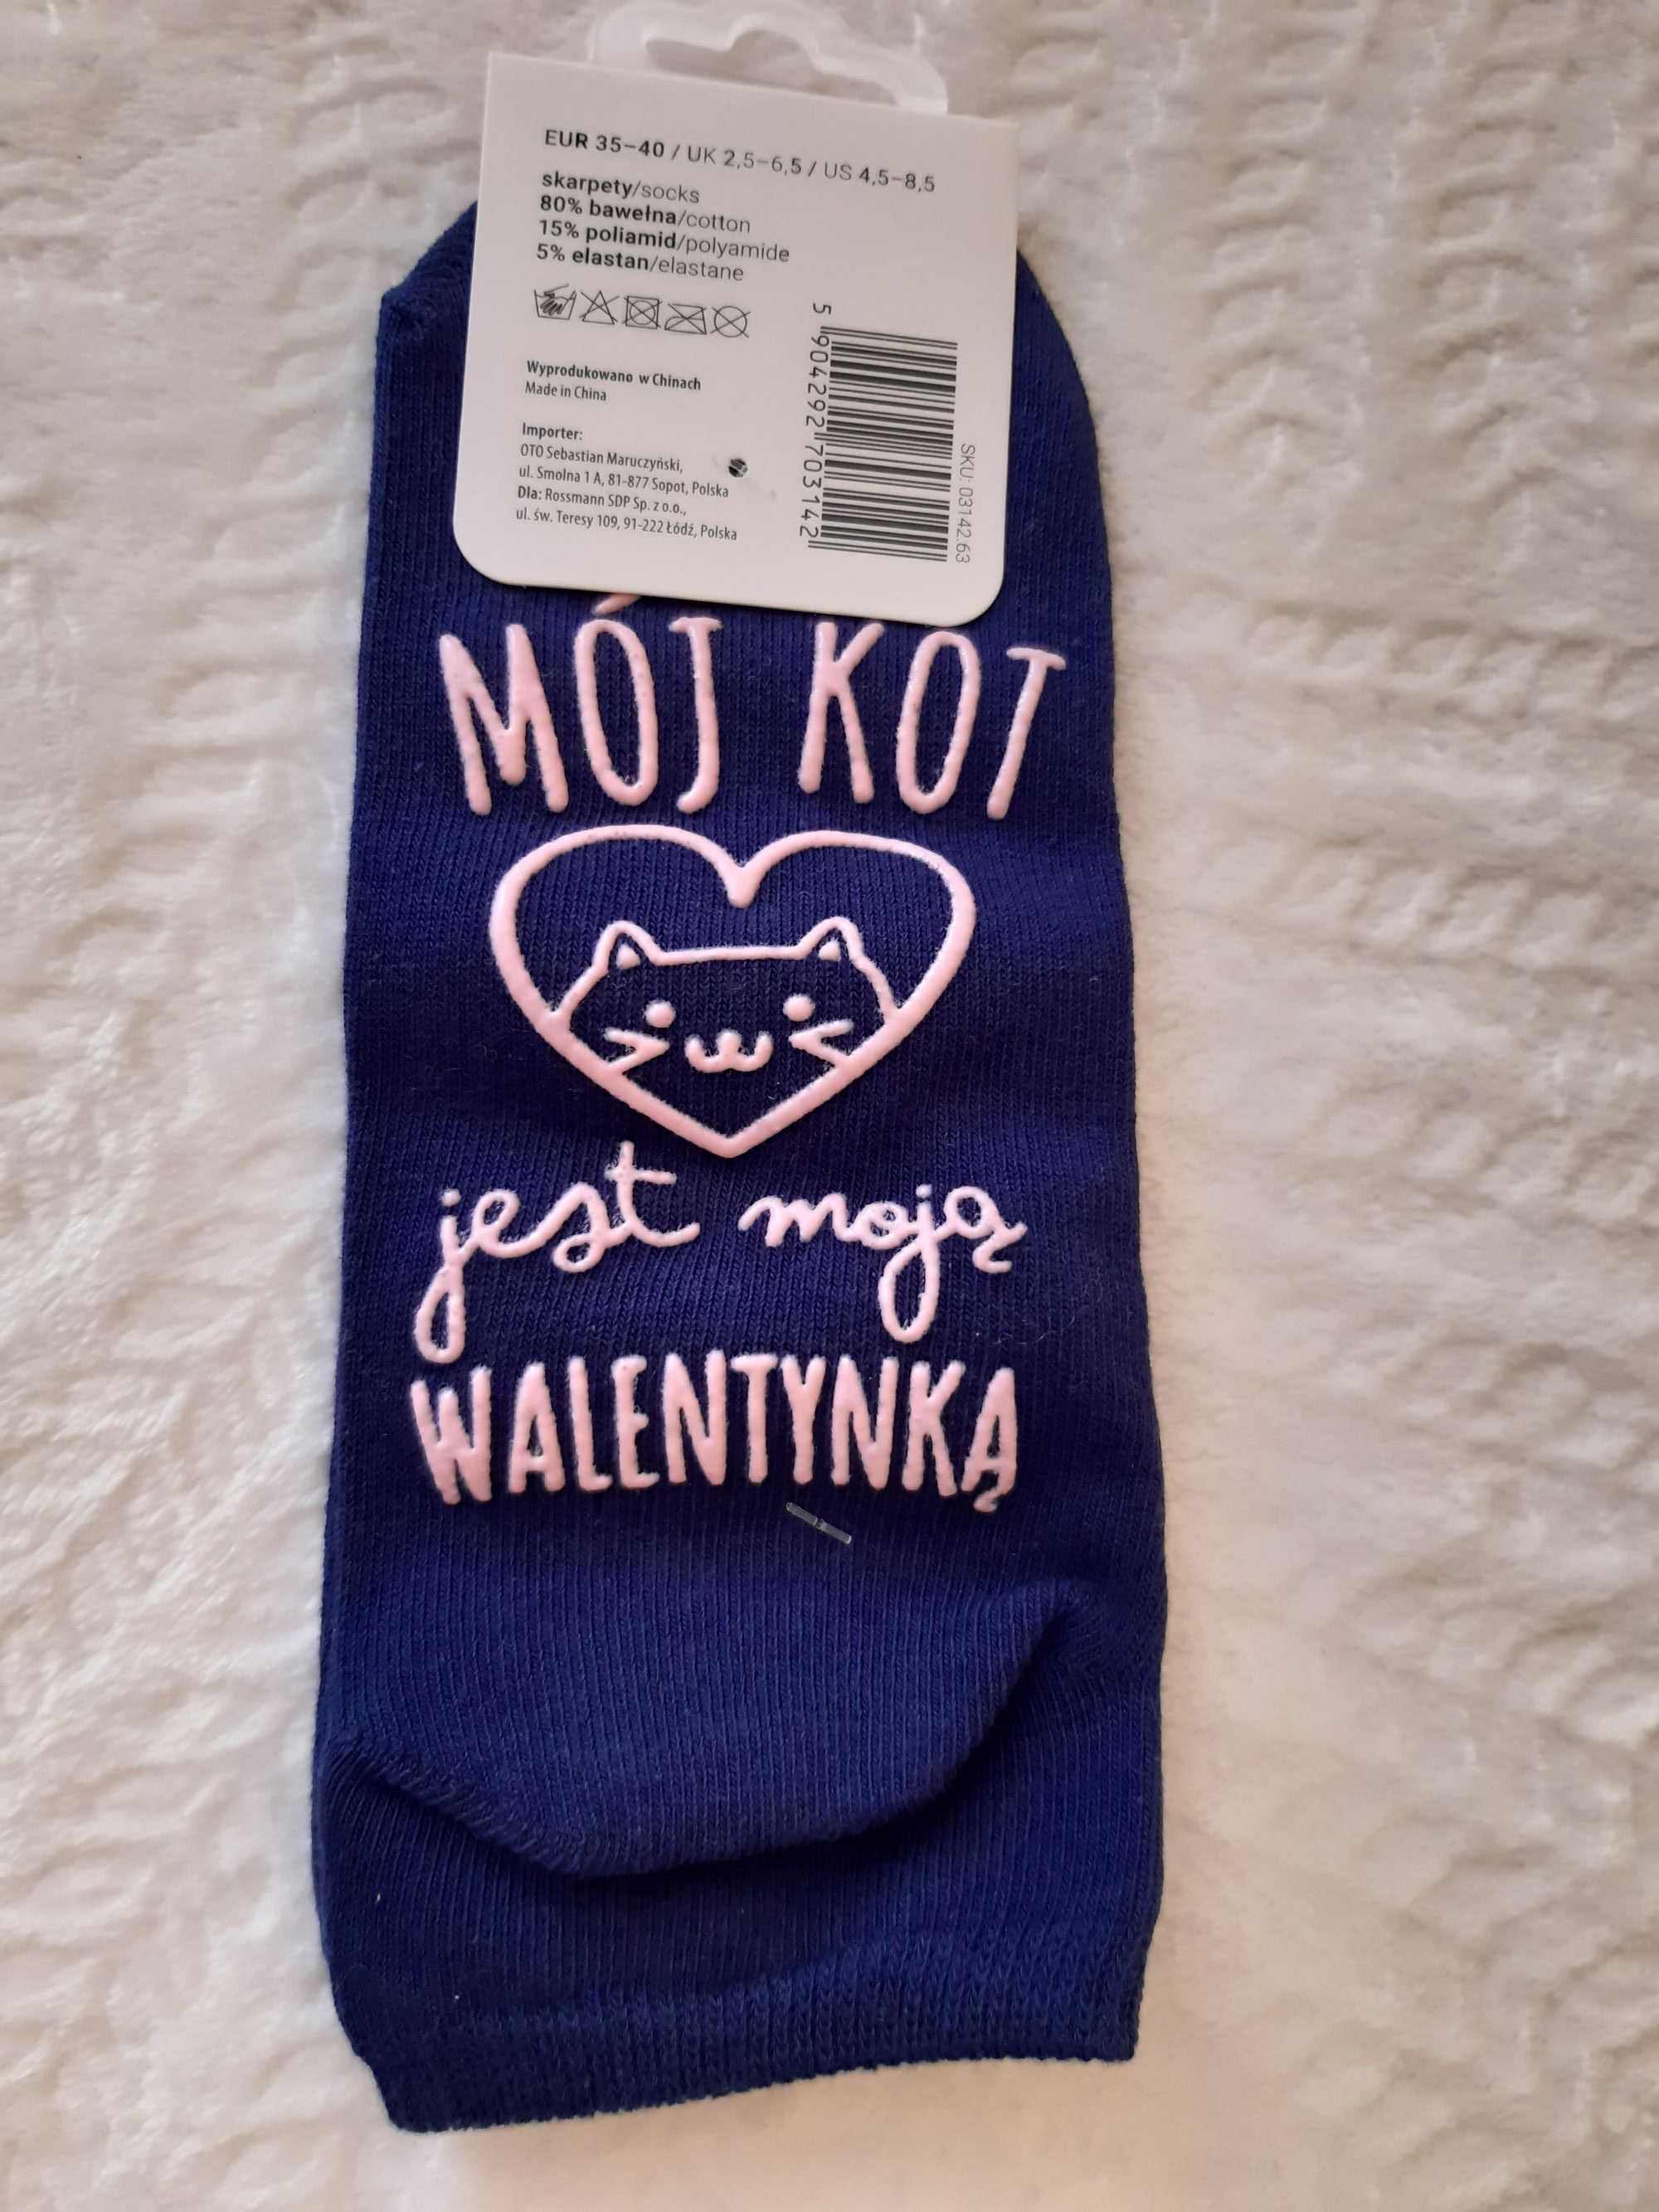 EUR 35–40 / UK 2,5–6,5 / US 4,5–8,5
skarpety/socks
80% bawełna/cotton
15% poliamid/polyamide
5% elastan/elastane
Wyprodukowano w Chinach
Made in China
Importer:
OTO Sebastian Maruczyński,
ul. Smolna 1 A, 81-877 Sopot, Polska
Dla: Rossmann SDP Sp. z o.o.,
ul. św. Teresy 109, 91-222 Łódź, Polska
5 904292 703142
SKU: 03142.63
MÓJ KOT
jest moją
WALENTYNKĄ